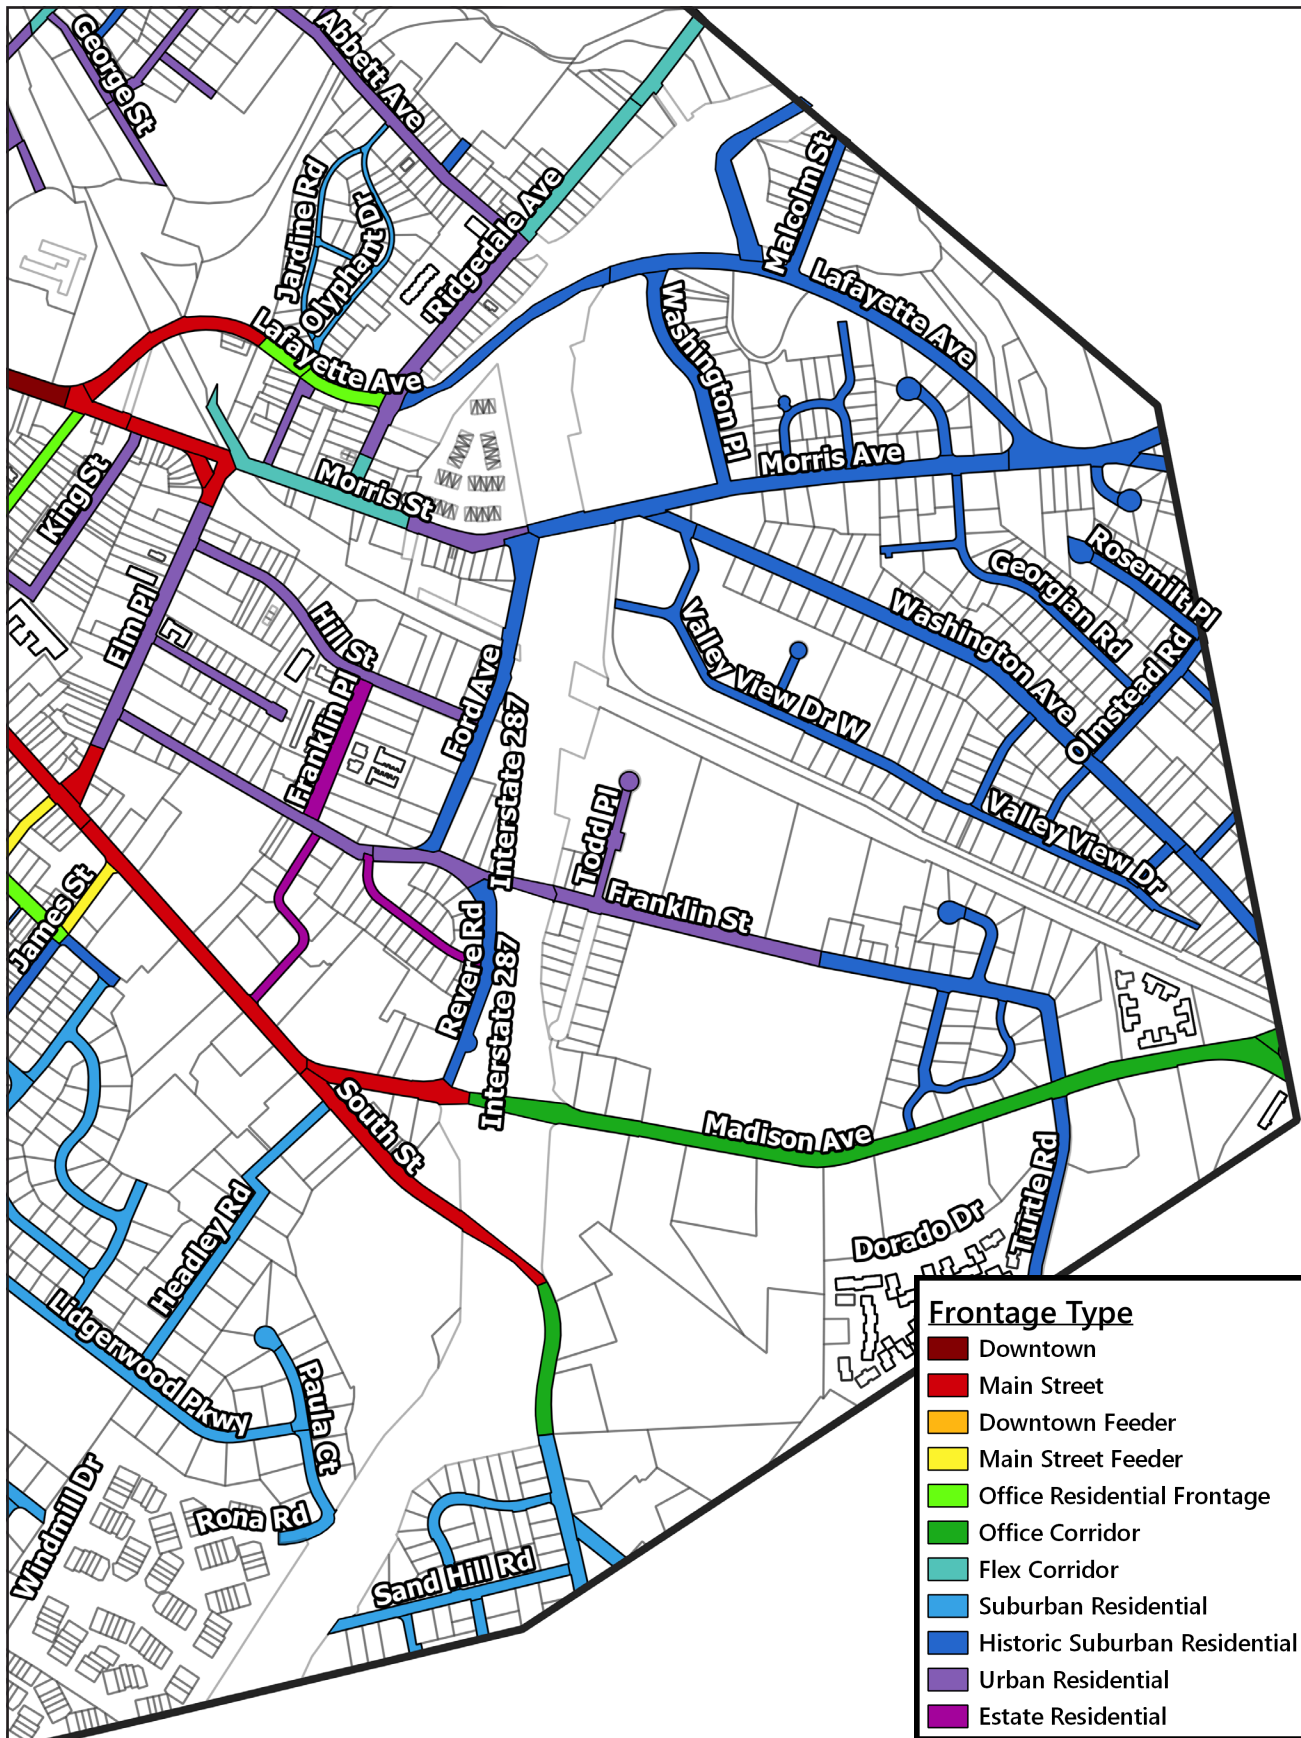 George St
Abbett Ave
Jardine Rd
Olyphant Dr
Ridgedale Ave
Malcolm St
Lafayette Ave
Lafayette Ave
Washington Pl
Morris Ave
King St
Morris St
Elm Pl
Hill St
Franklin Pl
Ford Ave
Interstate 287
Valley View Dr W
Washington Ave
Georgian Rd
Rosemilt Pl
Olmstead Rd
Valley View Dr
Todd Pl
Franklin St
James St
Revere Rd
Interstate 287
South St
Madison Ave
Turtle Rd
Dorado Dr
Headley Rd
Lidgerwood Pkwy
Paula Ct
Rona Rd
Windmill Dr
Sand Hill Rd
Frontage Type
Downtown
Main Street
Downtown Feeder
Main Street Feeder
Office Residential Frontage
Office Corridor
Flex Corridor
Suburban Residential
Historic Suburban Residential
Urban Residential
Estate Residential